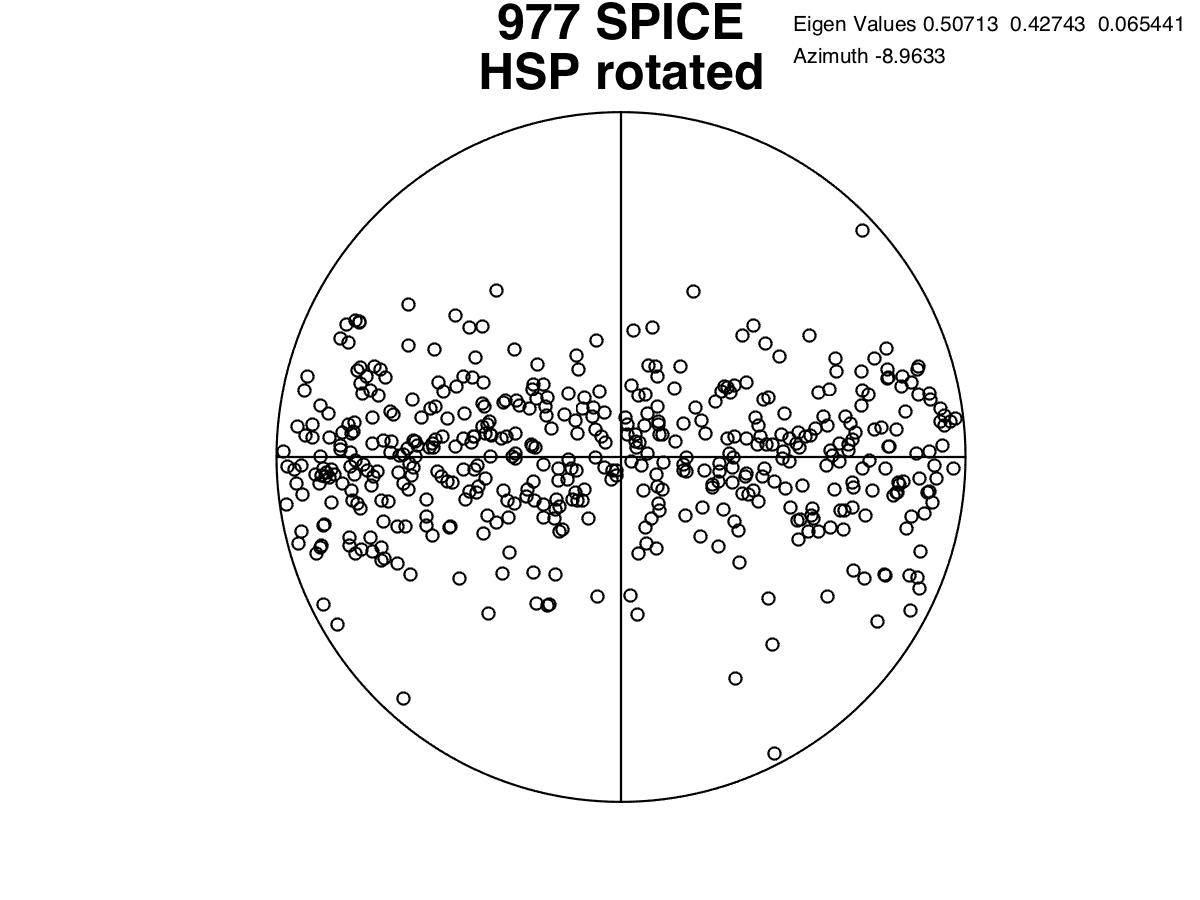 977 SPICE
HSP rotated
Eigen Values 0.50713  0.42743  0.065441
Azimuth -8.9633